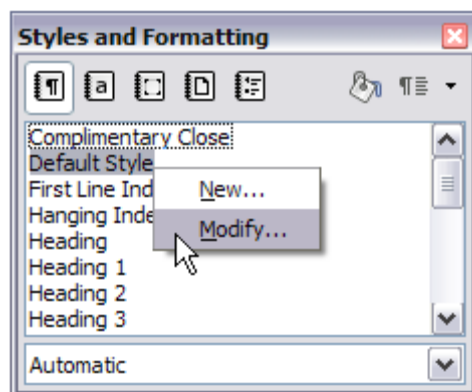 Styles and Formatting
a
Complimentary Close
Default Style
First Line Ind
New...
Hanging Inde
Modify...
Heading
Heading 1
Heading 2
Heading 3
Automatic